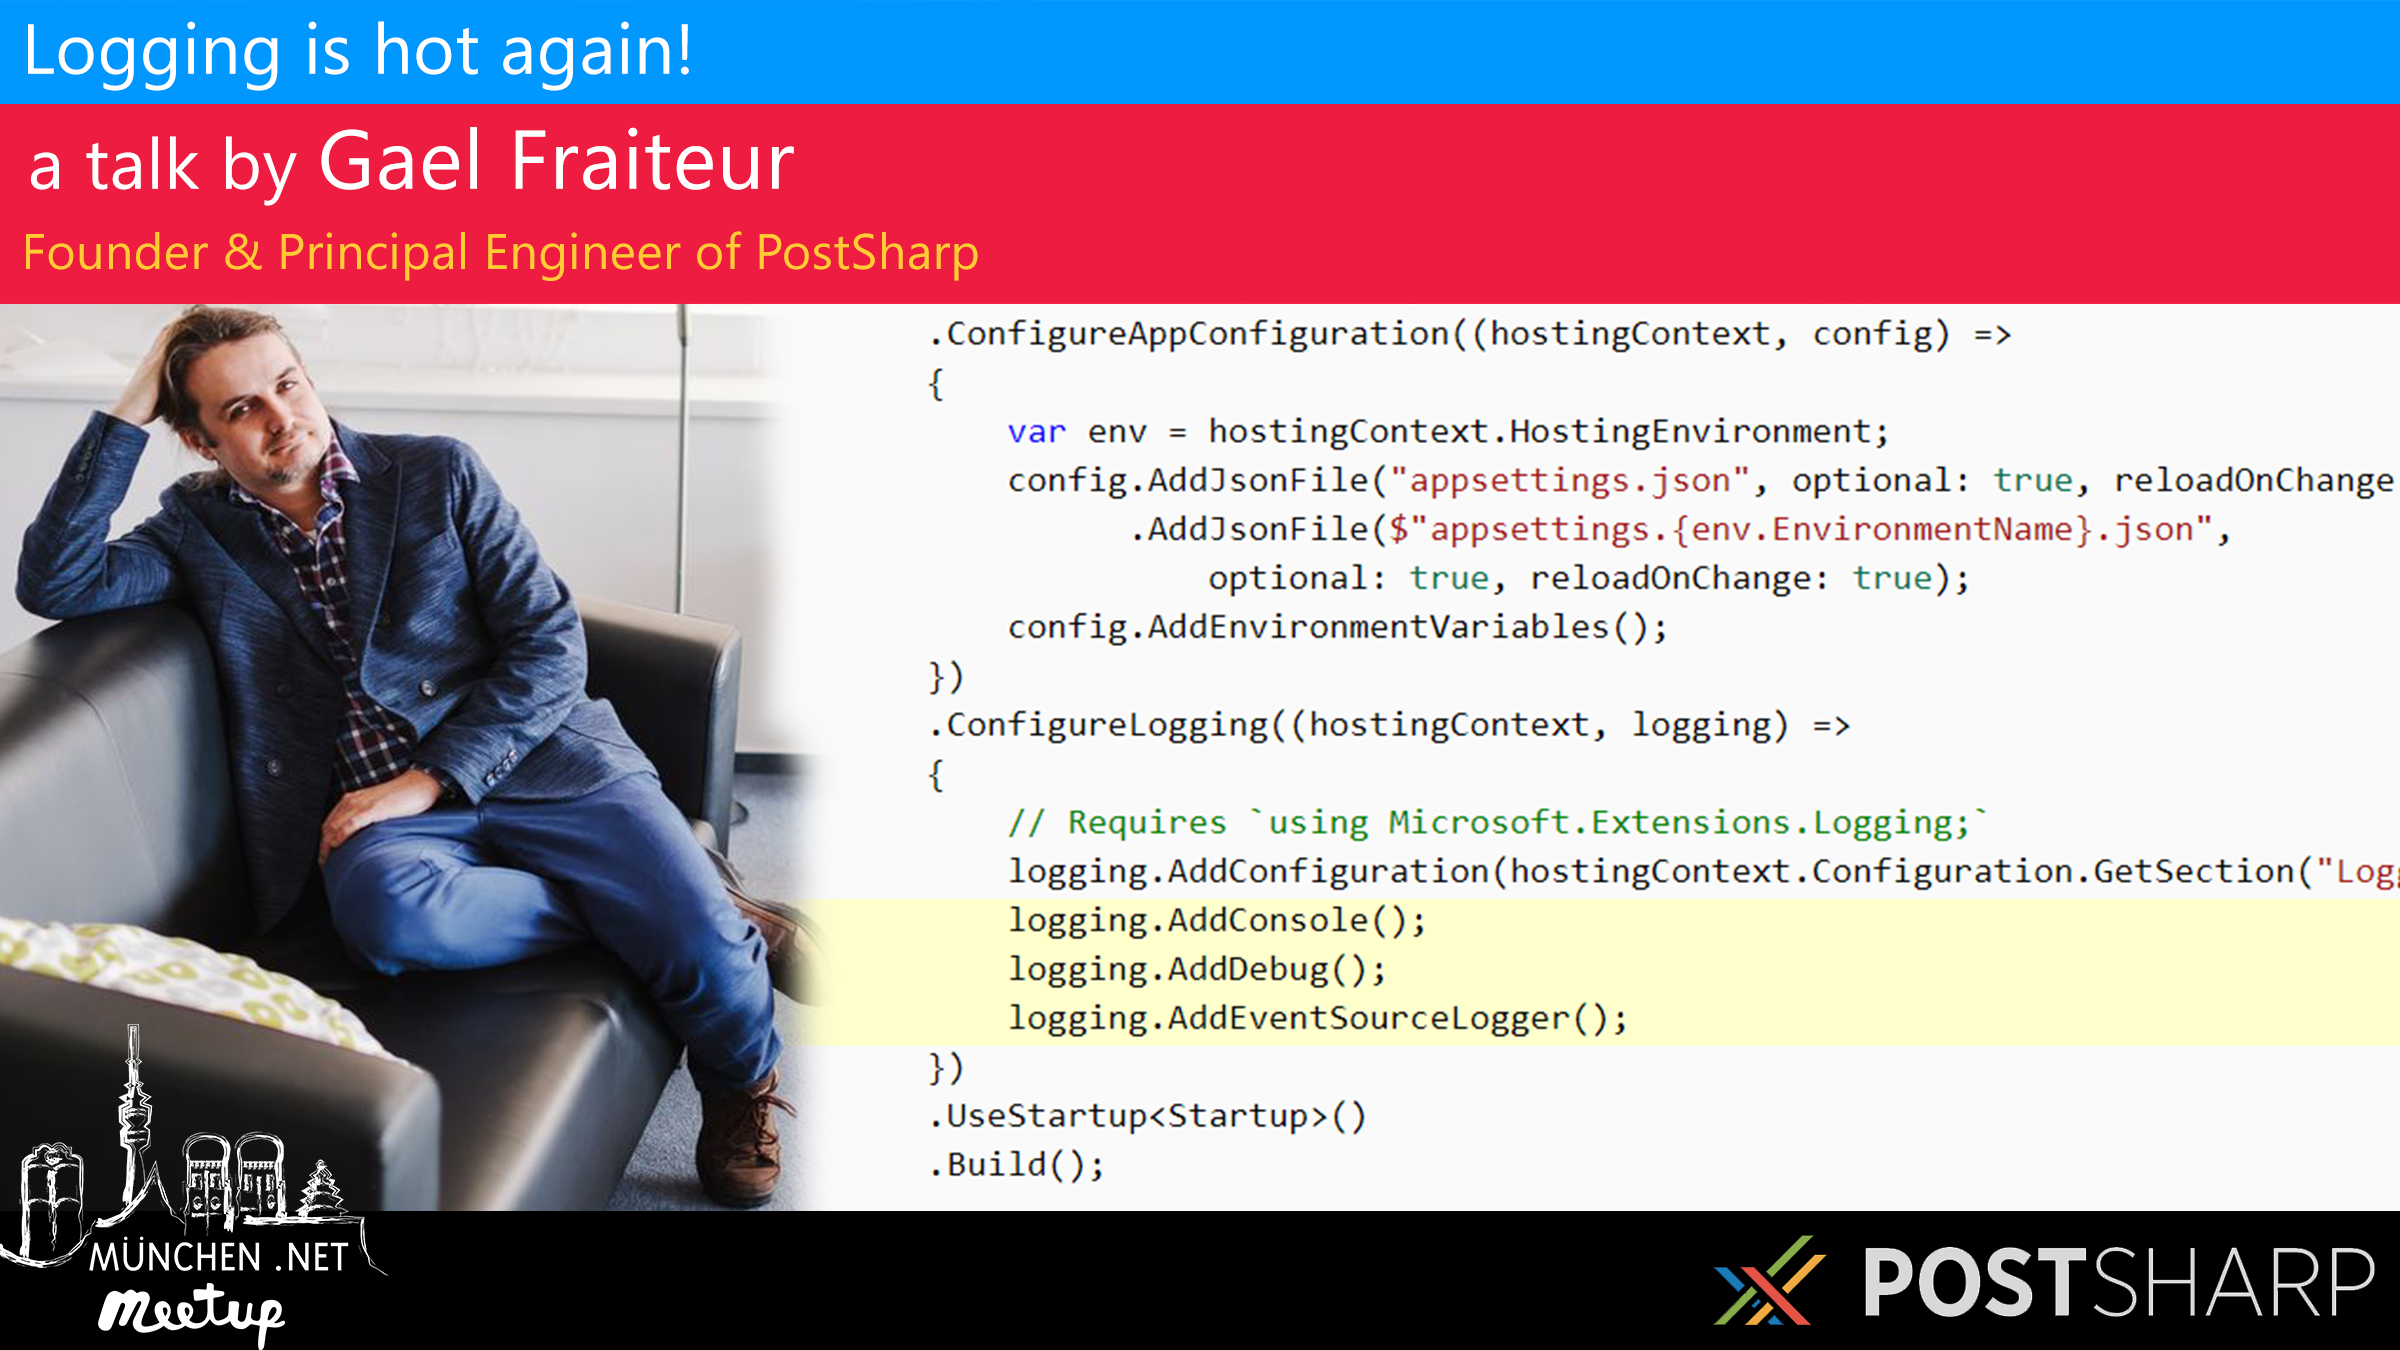 Logging is hot again!
a talk by Gael Fraiteur
Founder & Principal Engineer of PostSharp
.ConfigureAppConfiguration((hostingContext, config) =>
{
var env = hostingContext.HostingEnvironment;
config.AddJsonFile("appsettings.json", optional: true, reloadOnChange
.AddJsonFile($"appsettings.{env.EnvironmentName}.json",
optional: true, reloadOnChange: true);
config.AddEnvironmentVariables();
})
.ConfigureLogging((hostingContext, logging) =>
{
// Requires `using Microsoft.Extensions.Logging;`
logging.AddConfiguration(hostingContext.Configuration.GetSection("Logg
logging.AddConsole();
logging.AddDebug();
logging.AddEventSourceLogger();
})
.UseStartup<Startup>()
.Build();
MÜNCHEN .NET
meetup
POSTSHARP